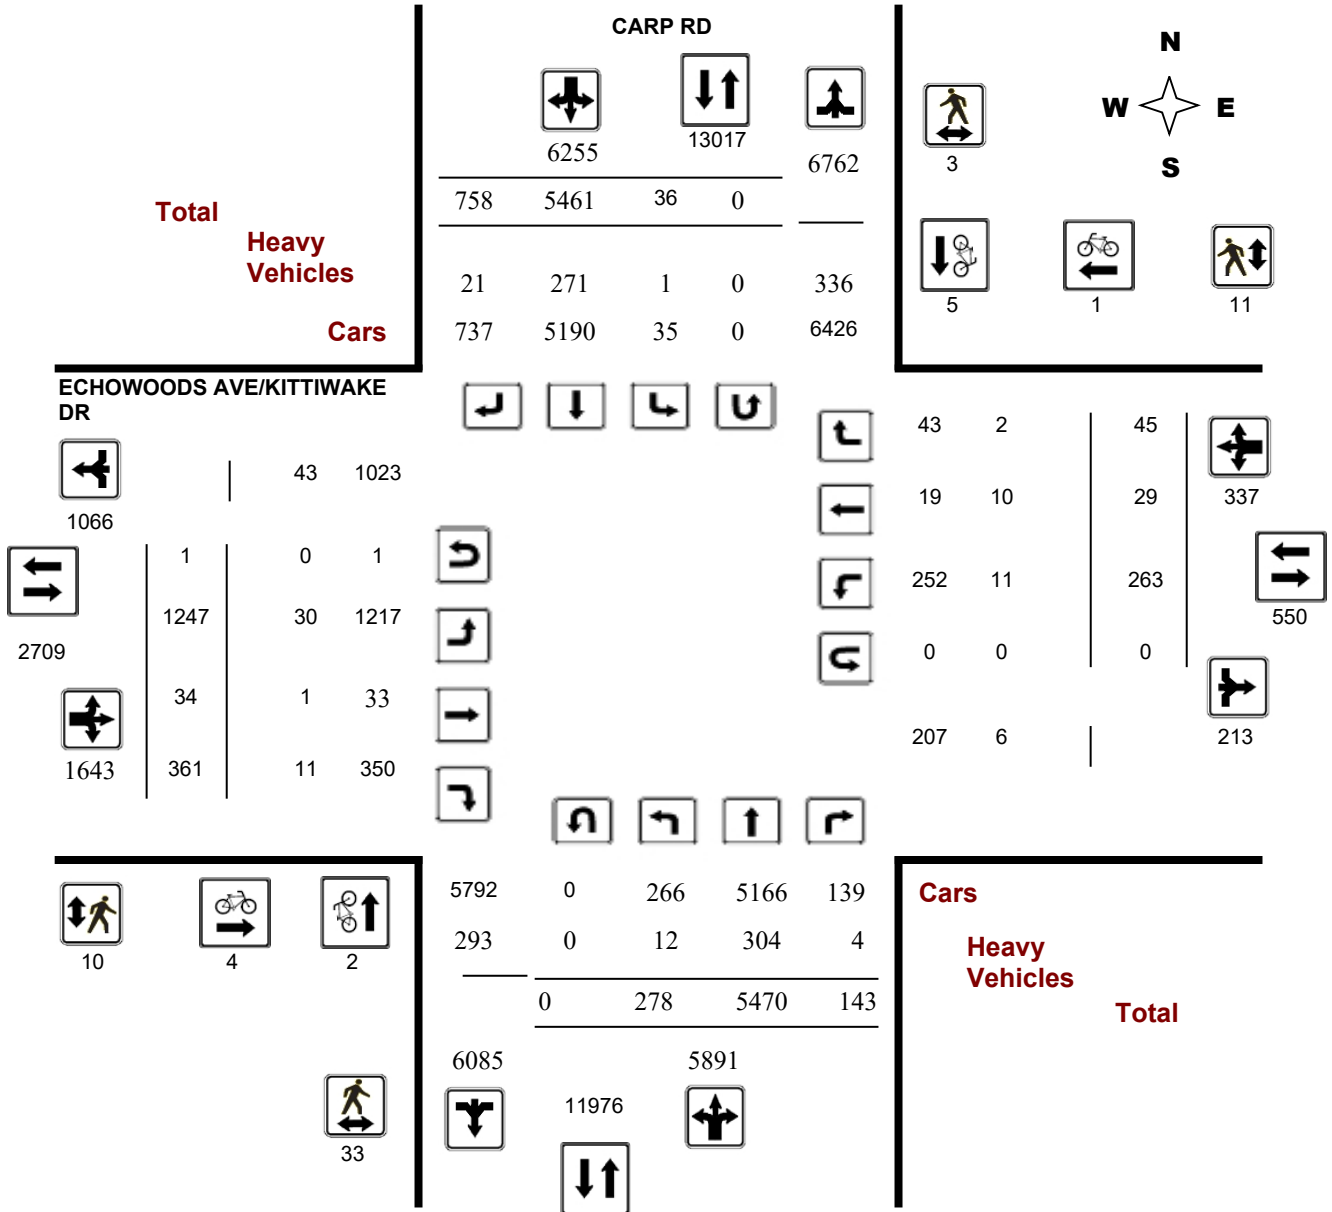 CARP RD
N
W E
S
6255 13017 6762 3
758 5461 36 0
Total
Heavy
Vehicles
21 271 1 0 336
5 1 11
Cars 737 5190 35 0 6426
ECHOWOODS AVE/KITTIWAKE
DR
43 2 45
43 1023
19 10 29 337
1066
1 0 1
252 11 263
1247 30 1217 550
2709 0 0 0
34 1 33
207 6 213
1643 361 11 350
5792 0 266 5166 139 Cars
293 0 12 304 4 Heavy
Vehicles
10 4 2
0 278 5470 143 Total
6085 5891
11976
33